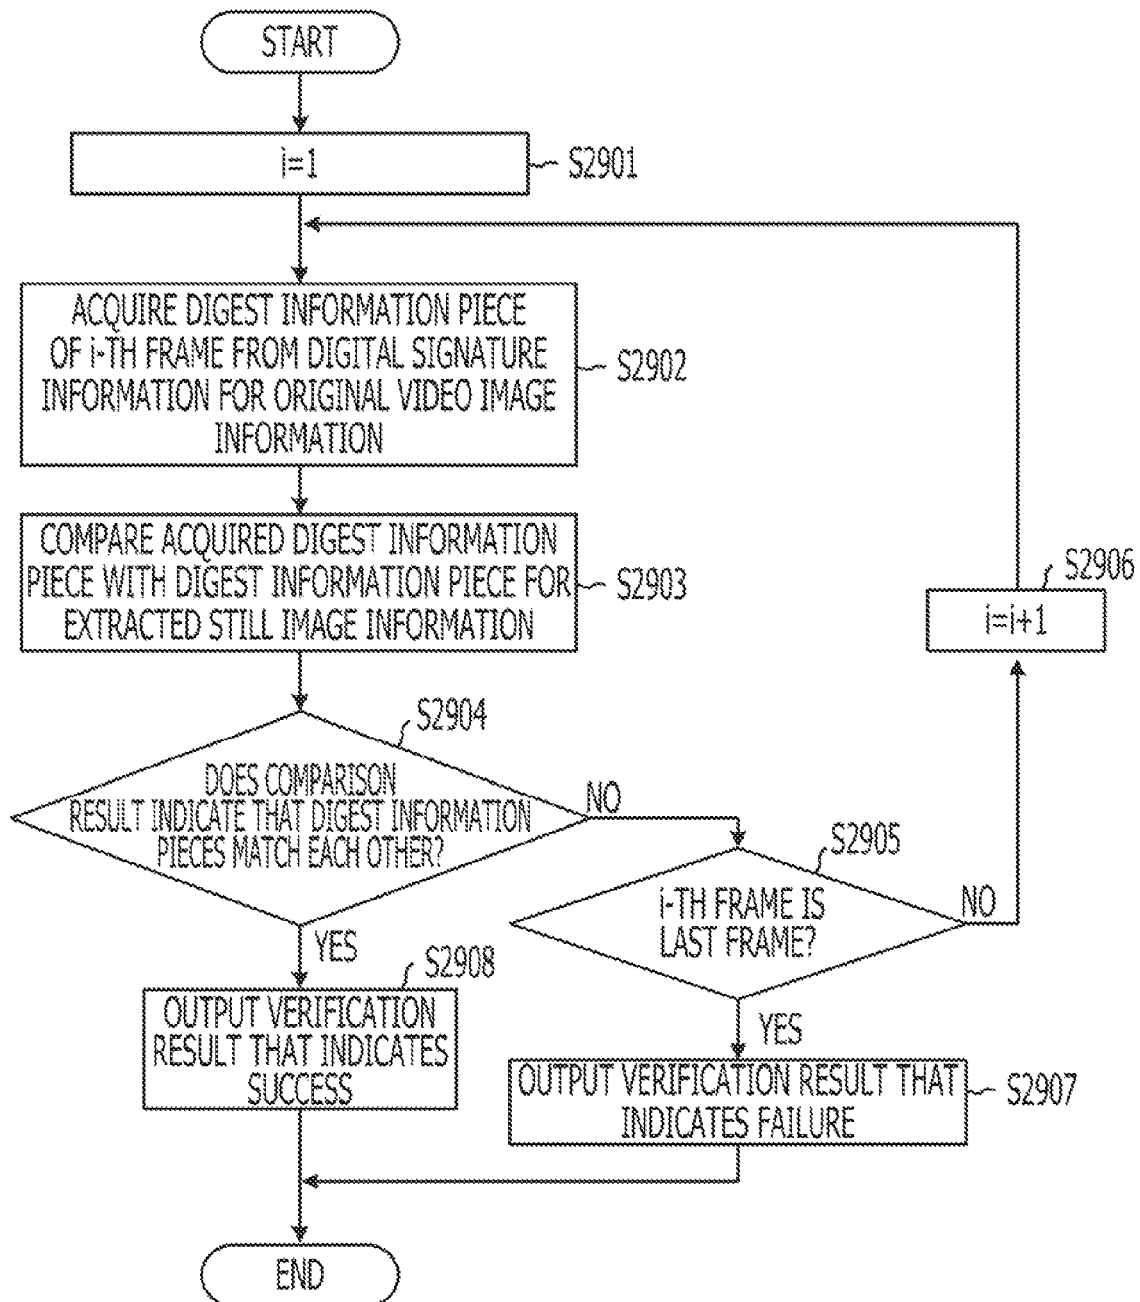 START
i=1
S2901
ACQUIRE DIGEST INFORMATION PIECE
OF i-TH FRAME FROM DIGITAL SIGNATURE
INFORMATION FOR ORIGINAL VIDEO IMAGE
INFORMATION
S2902
COMPARE ACQUIRED DIGEST INFORMATION
PIECE WITH DIGEST INFORMATION PIECE FOR
EXTRACTED STILL IMAGE INFORMATION
S2903
S2906
i=i+1
S2904
DOES COMPARISON
RESULT INDICATE THAT DIGEST INFORMATION
PIECES MATCH EACH OTHER?
NO
S2905
i-TH FRAME IS
LAST FRAME?
NO
YES
S2908
OUTPUT VERIFICATION
RESULT THAT INDICATES
SUCCESS
YES
OUTPUT VERIFICATION RESULT THAT
INDICATES FAILURE
S2907
END